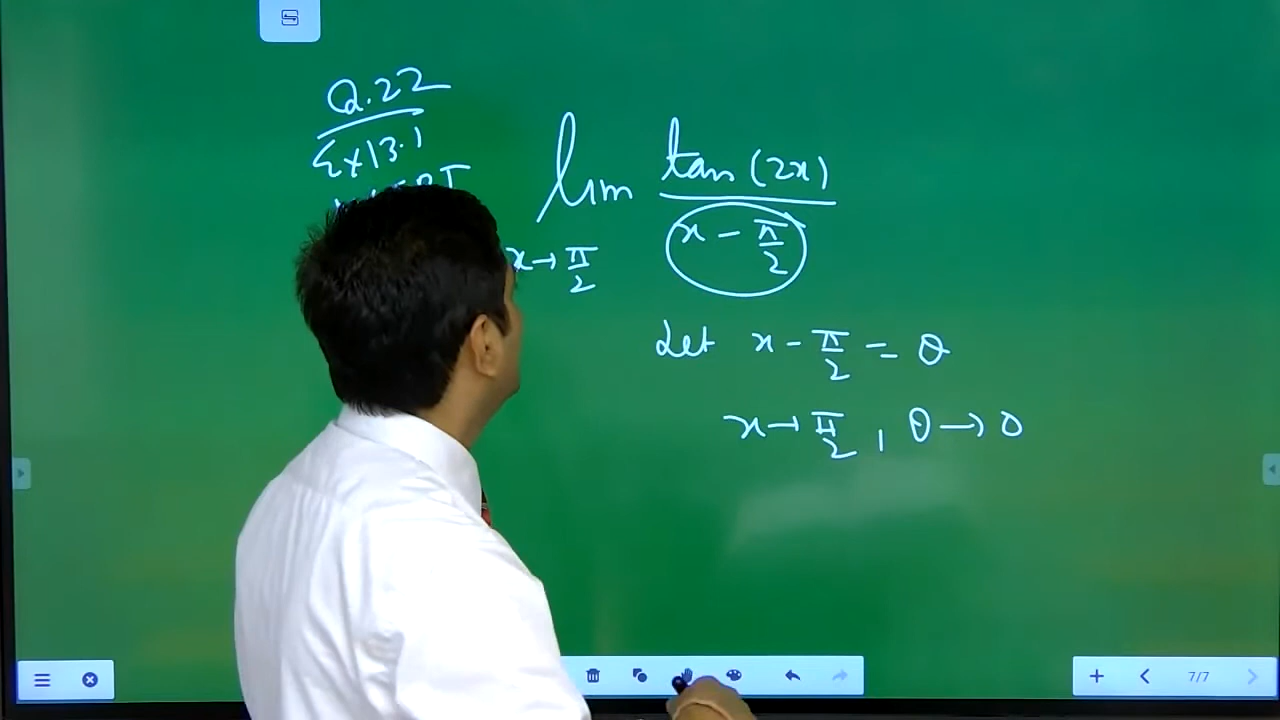 Q.22
Ex 13.1
lim tan (2x)
x→π/2 x - π/2
Let x - π/2 = θ
x→π/2 , θ→0
7/7